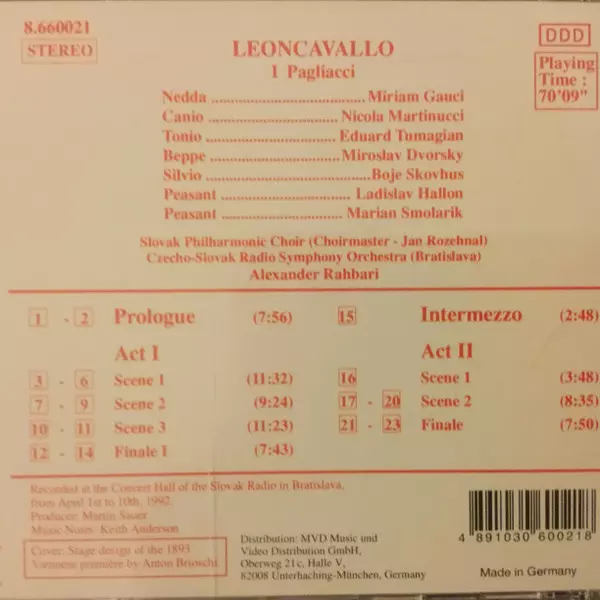 8.660021
STEREO
LEONCAVALLO
I Pagliacci
DDD
Playing
Time :
70'09"
Nedda ........ Miriam Gauci
Canio ........ Nicola Martinucci
Tonio ........ Eduard Tumagian
Beppe ........ Miroslav Dvorsky
Silvio ........ Boje Skovhus
Peasant ........ Ladislav Hallon
Peasant ........ Marian Smolarik
Slovak Philharmonic Choir (Choirmaster - Jan Rozehnal)
Czecho-Slovak Radio Symphony Orchestra (Bratislava)
Alexander Rahbari
1 - 2 Prologue (7:56)
Act I
3 - 6 Scene 1 (11:32)
7 - 9 Scene 2 (9:24)
10 - 11 Scene 3 (11:23)
12 - 14 Finale I (7:43)
15 Intermezzo (2:48)
Act II
16 Scene 1 (3:48)
17 - 20 Scene 2 (8:35)
21 - 23 Finale (7:50)
Recorded at the Concert Hall of the Slovak Radio in Bratislava,
from April 1st to 10th, 1992.
Producer: Martin Sauer
Music Notes: Keith Anderson
Cover: Stage design of the 1893
Viennese première by Anton Brioschi
Distribution: MVD Music und
Video Distribution GmbH,
Oberweg 21c, Halle V,
82008 Unterhaching-München, Germany
4 891030 600218
Made in Germany